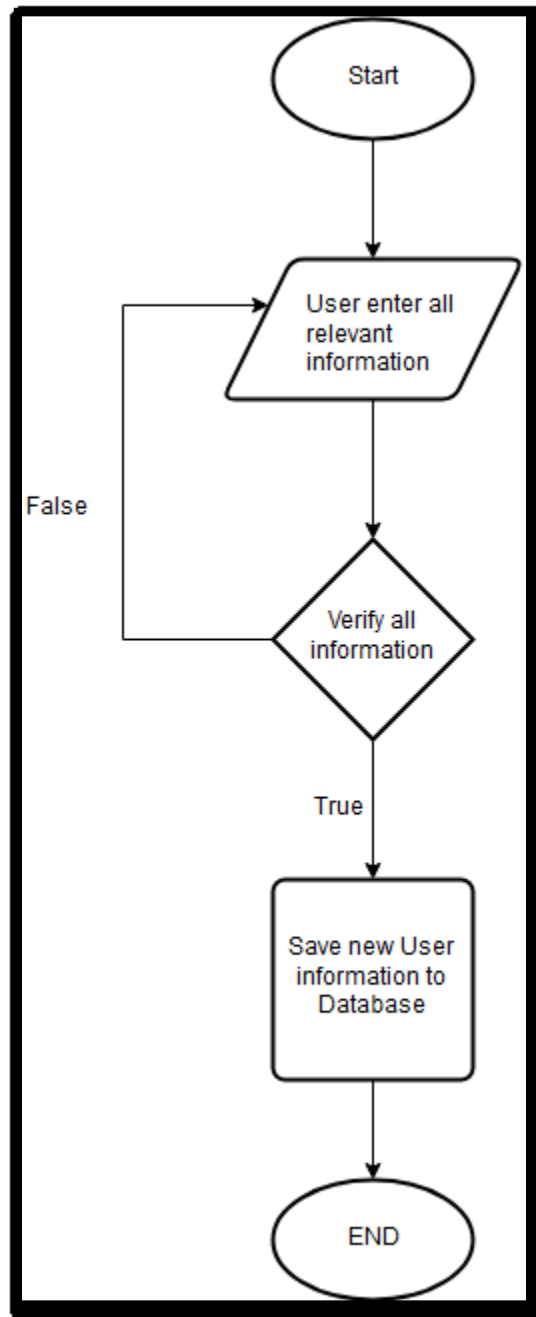 Start
User enter all
relevant
information
False
Verify all
information
True
Save new User
information to
Database
END